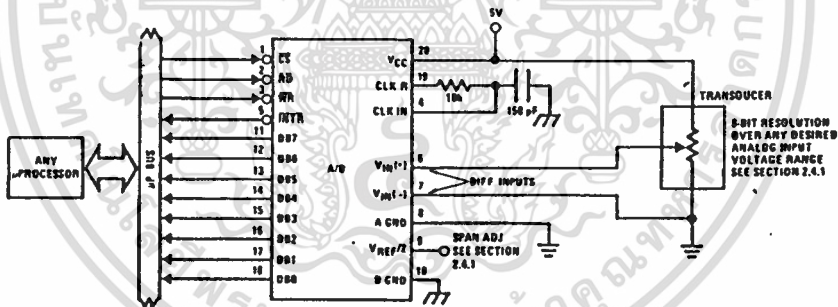 5V
1 CS
2 RD
3 WR
5 INTR
11 DB7
12 DB6
13 DB5
14 DB4
15 DB3
16 DB2
17 DB1
18 DB0
ANY
μPROCESSOR
μP BUS
A/D
VCC 20
CLK R 19
10k
CLK IN 4
150 pF
VIN(+) 6
DIFF INPUTS
VIN(-) 7
A GND 8
VREF/2 9
SPAN ADJ
SEE SECTION
2.4.1
D GND 10
TRANSDUCER
8-BIT RESOLUTION
OVER ANY DESIRED
ANALOG INPUT
VOLTAGE RANGE
SEE SECTION 2.4.1